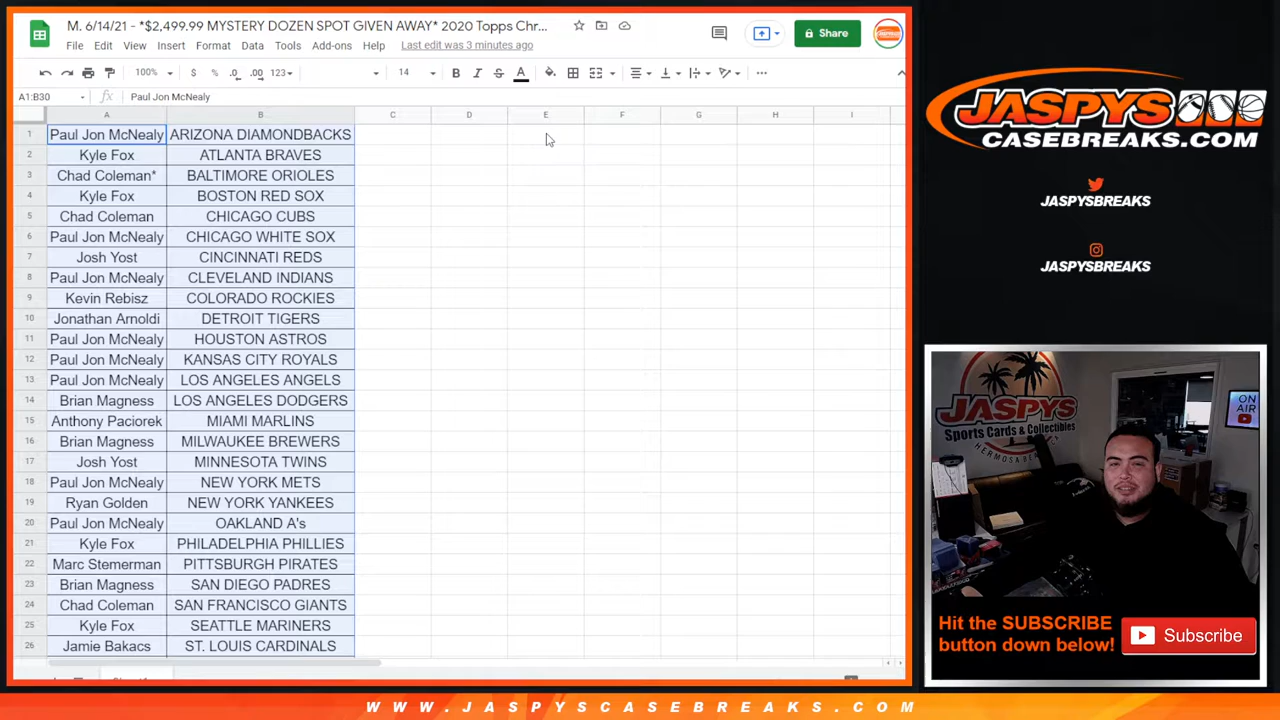 M. 6/14/21 - *$2,499.99 MYSTERY DOZEN SPOT GIVEN AWAY* 2020 Topps Chr...
Share
File Edit View Insert Format Data Tools Add-ons Help Last edit was 3 minutes ago
100% $ % .0 .00 123 14 B I S A
A1:B30 fx Paul Jon McNealy
A B C D E F G H I
1 Paul Jon McNealy ARIZONA DIAMONDBACKS
2 Kyle Fox ATLANTA BRAVES
3 Chad Coleman* BALTIMORE ORIOLES
4 Kyle Fox BOSTON RED SOX
5 Chad Coleman CHICAGO CUBS
6 Paul Jon McNealy CHICAGO WHITE SOX
7 Josh Yost CINCINNATI REDS
8 Paul Jon McNealy CLEVELAND INDIANS
9 Kevin Rebisz COLORADO ROCKIES
10 Jonathan Arnoldi DETROIT TIGERS
11 Paul Jon McNealy HOUSTON ASTROS
12 Paul Jon McNealy KANSAS CITY ROYALS
13 Paul Jon McNealy LOS ANGELES ANGELS
14 Brian Magness LOS ANGELES DODGERS
15 Anthony Paciorek MIAMI MARLINS
16 Brian Magness MILWAUKEE BREWERS
17 Josh Yost MINNESOTA TWINS
18 Paul Jon McNealy NEW YORK METS
19 Ryan Golden NEW YORK YANKEES
20 Paul Jon McNealy OAKLAND A's
21 Kyle Fox PHILADELPHIA PHILLIES
22 Marc Stemerman PITTSBURGH PIRATES
23 Brian Magness SAN DIEGO PADRES
24 Chad Coleman SAN FRANCISCO GIANTS
25 Kyle Fox SEATTLE MARINERS
26 Jamie Bakacs ST. LOUIS CARDINALS
JASPYS
CASEBREAKS.COM
JASPYSBREAKS
JASPYSBREAKS
JASPYS
Sports Cards & Collectibles
HERMOSA BEA
ON
AIR
Hit the SUBSCRIBE
button down below!
Subscribe
WWW.JASPYSCASEBREAKS.COM